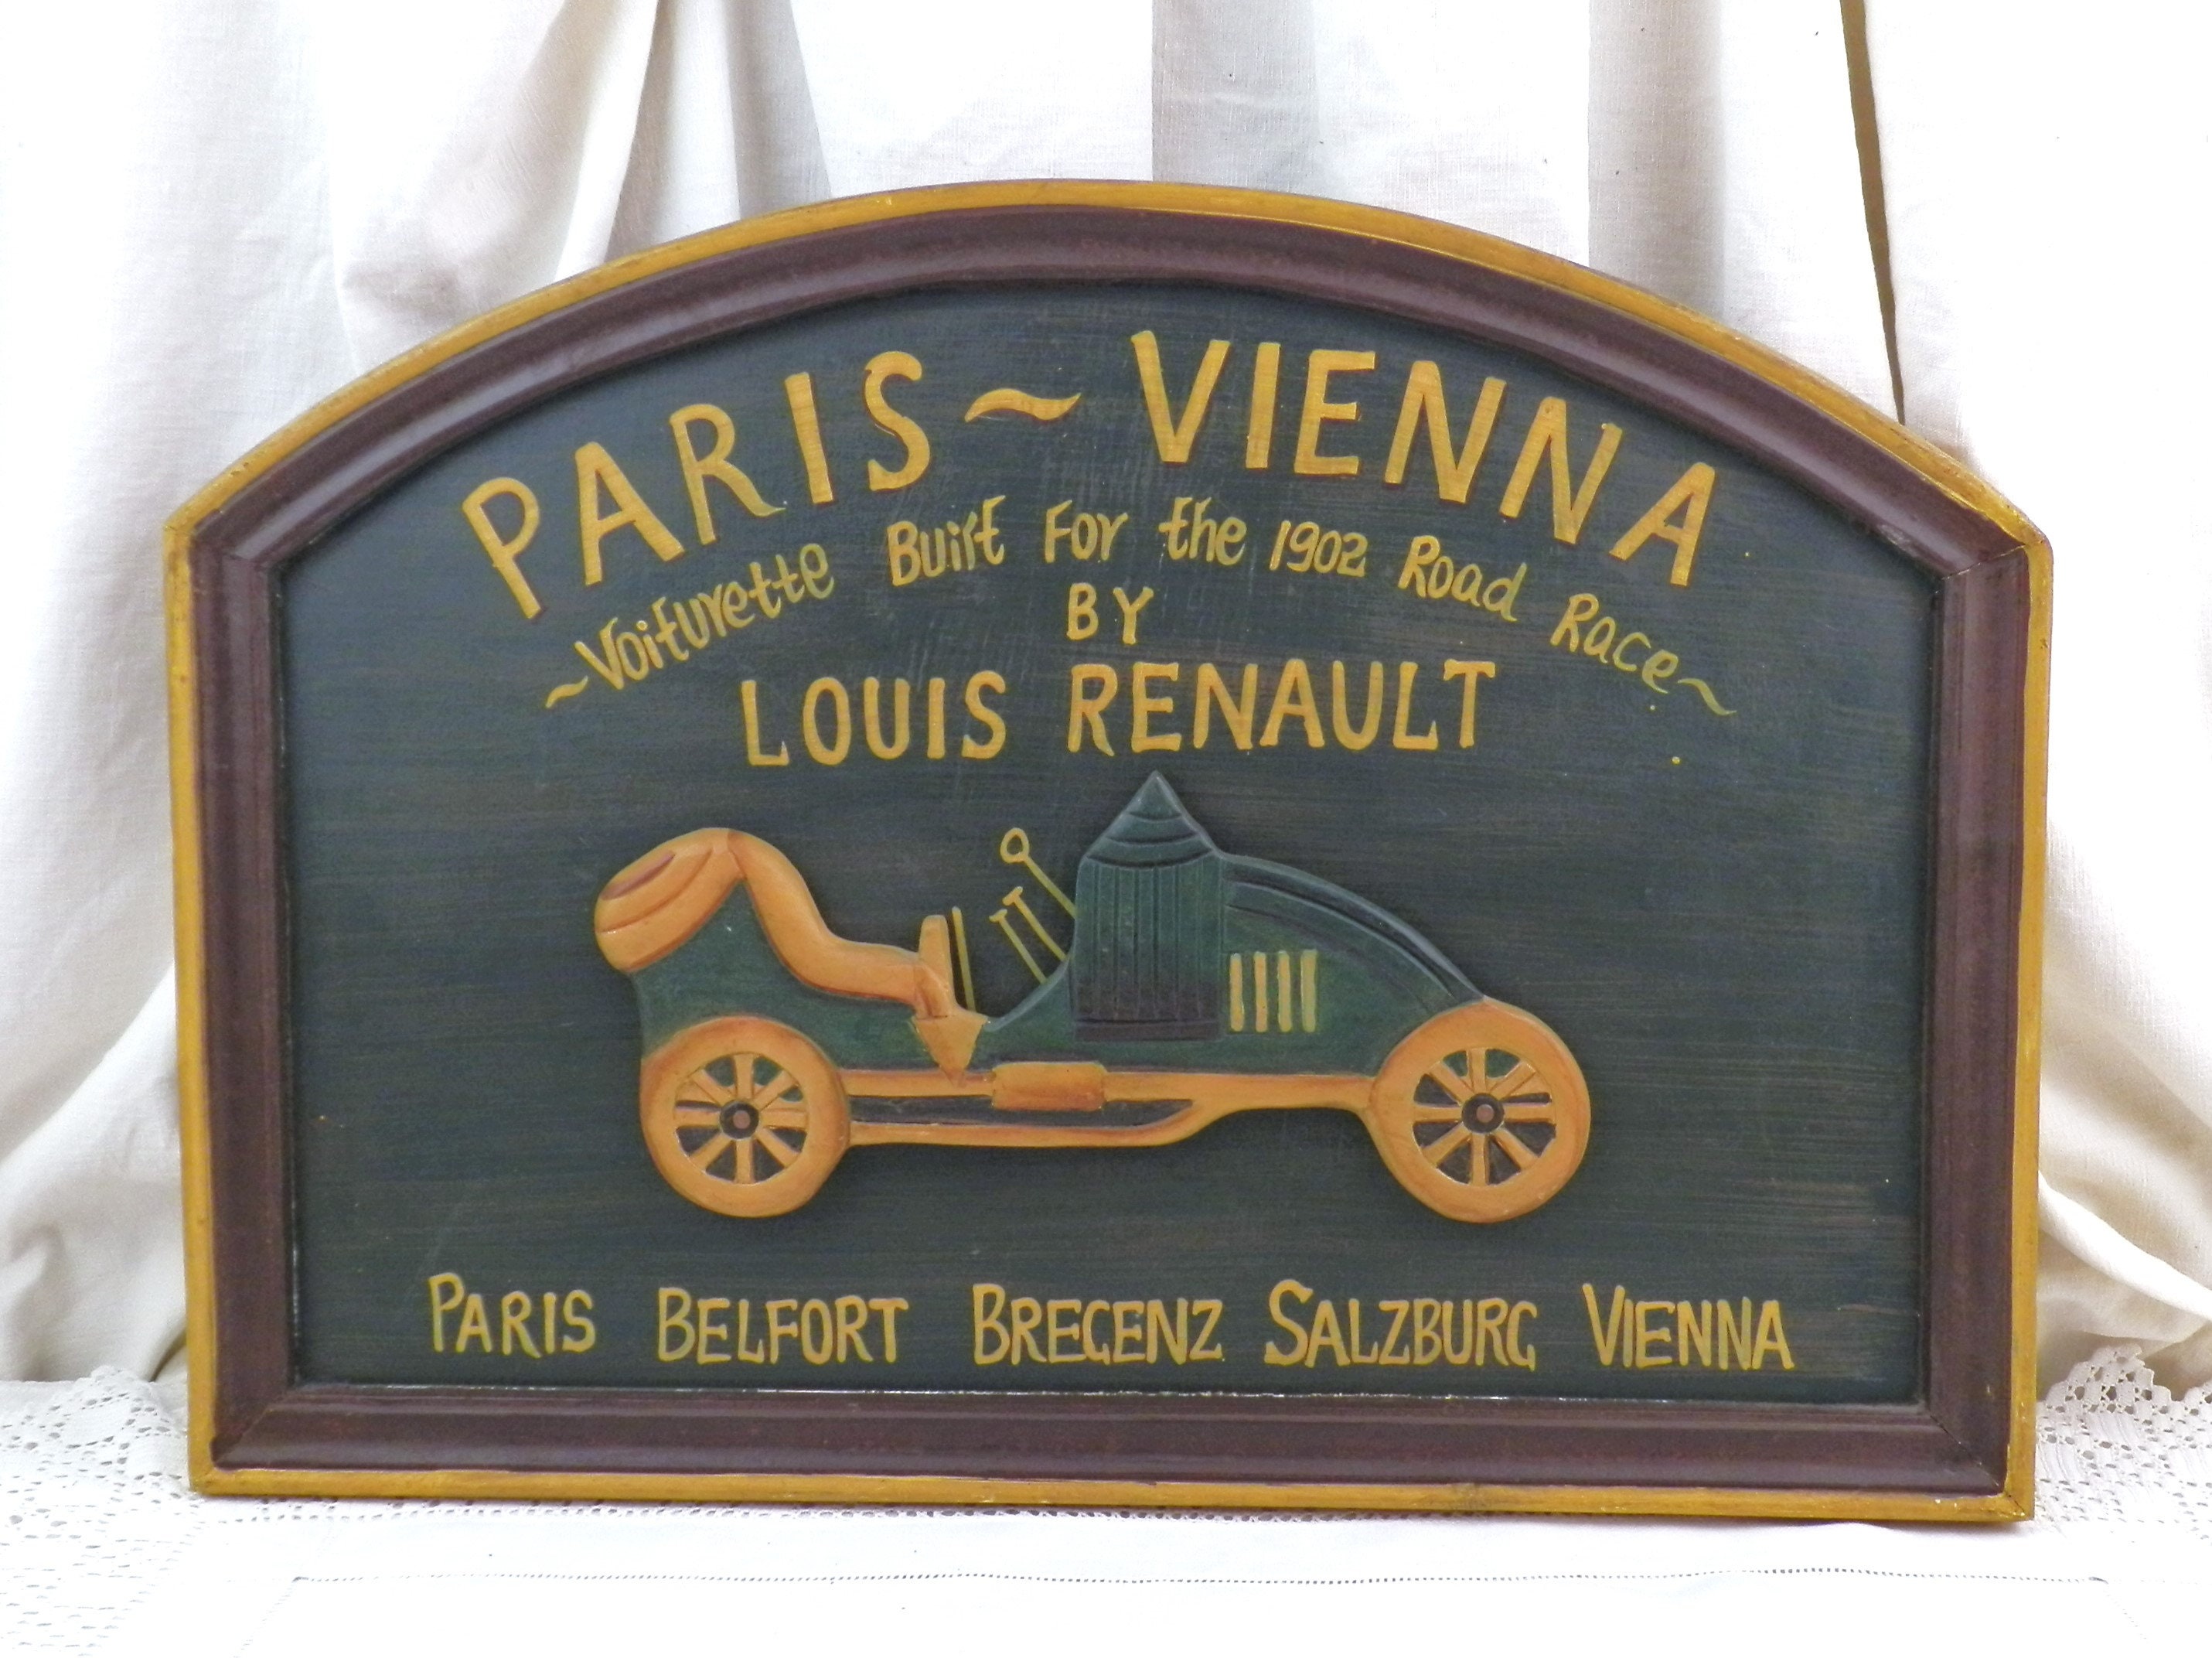 PARIS ~ VIENNA
~Voiturette Built For the 1902 Road Race~
BY
LOUIS RENAULT
PARIS BELFORT BREGENZ SALZBURG VIENNA